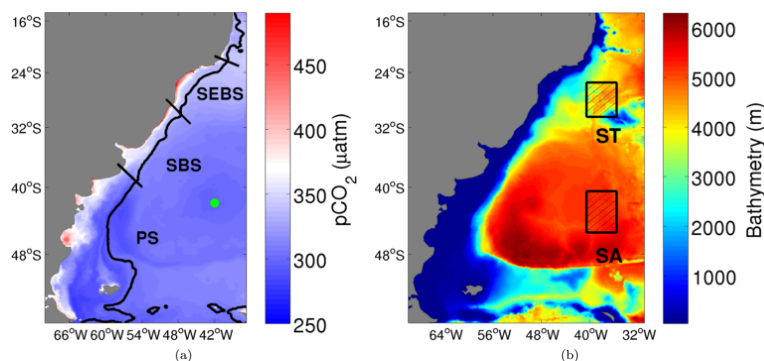 16°S
24°S
32°S
40°S
48°S
66°W 60°W 54°W 48°W 42°W
SEBS
SBS
PS
450
400
350
300
250
pCO₂ (µatm)
(a)
16°S
24°S
32°S
40°S
48°S
64°W 56°W 48°W 40°W 32°W
ST
SA
6000
5000
4000
3000
2000
1000
Bathymetry (m)
(b)